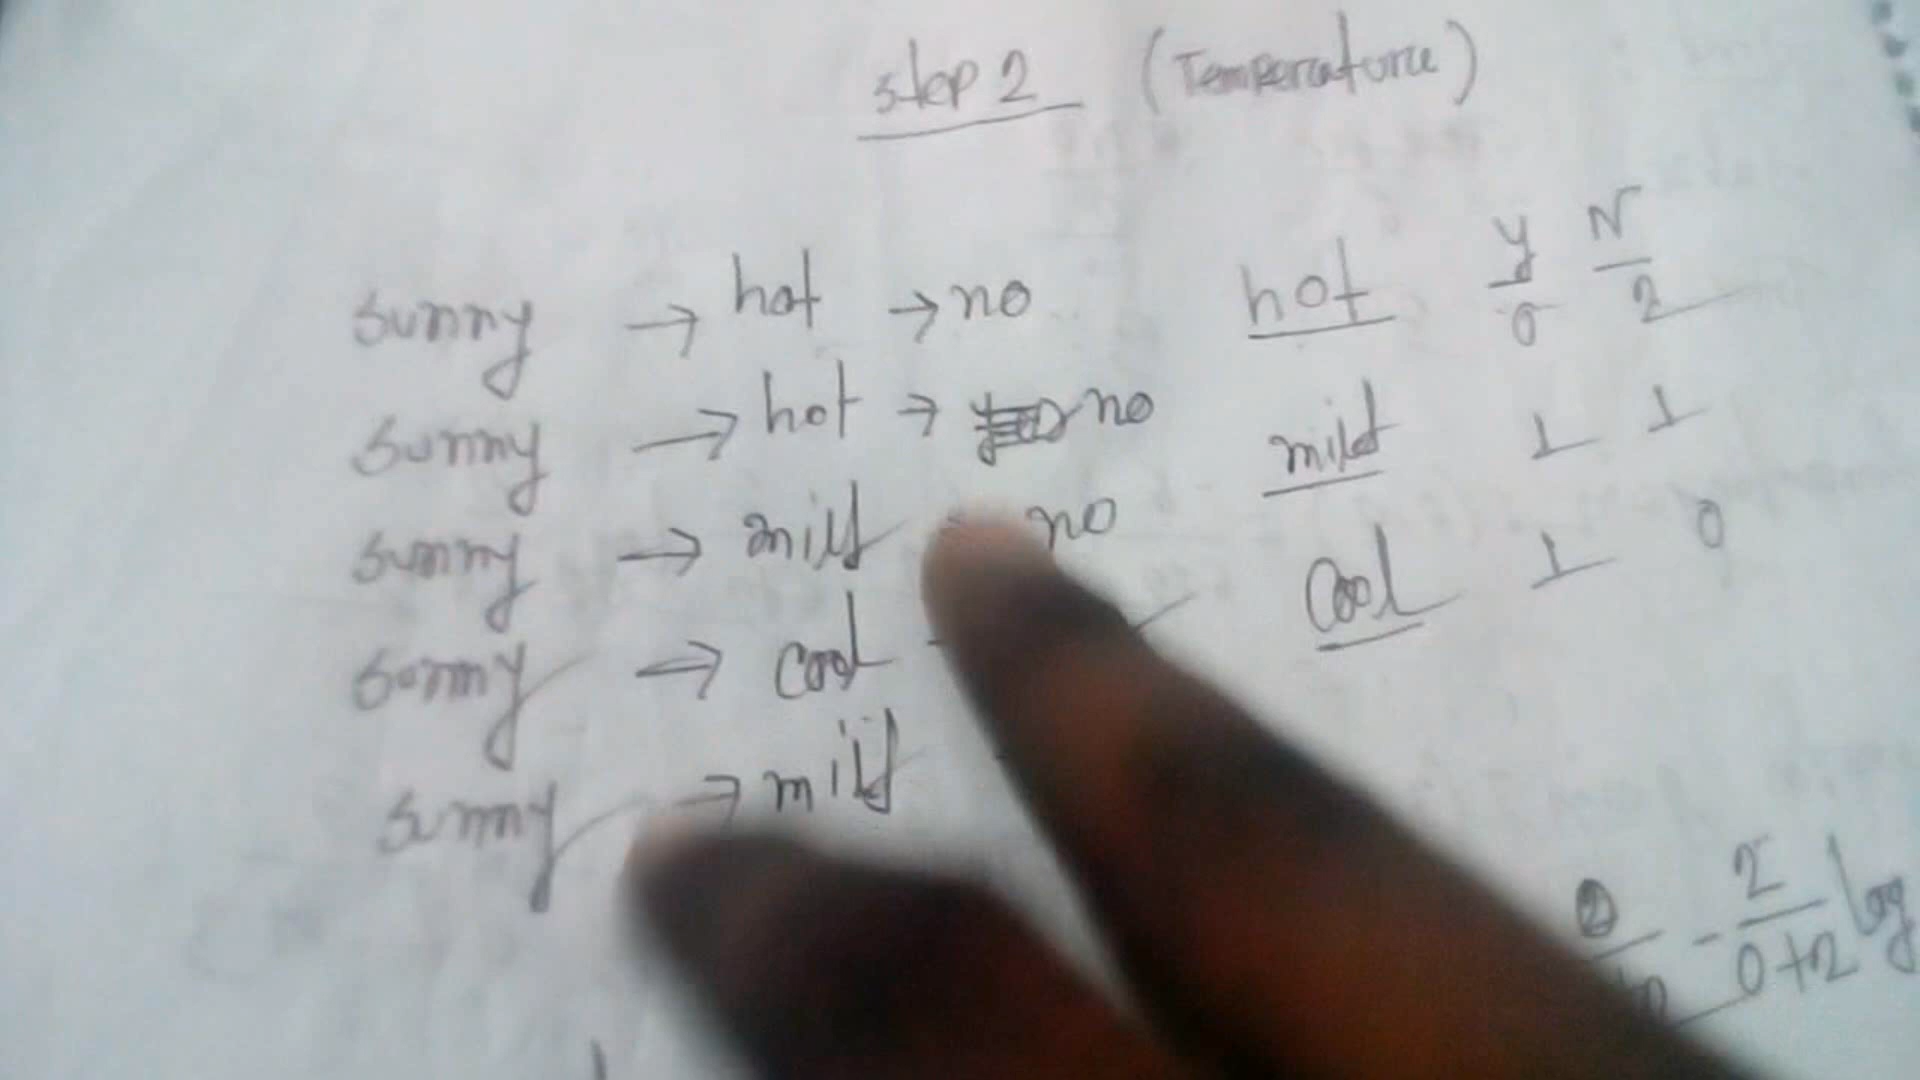 step 2 (Temperature)
sunny → hot → no
sunny → hot → no
sunny → mild no
sunny → cool
sunny → mild
y N
hot 0 2
mild 1 1
cool 1 0
2
- 2/0+2 log